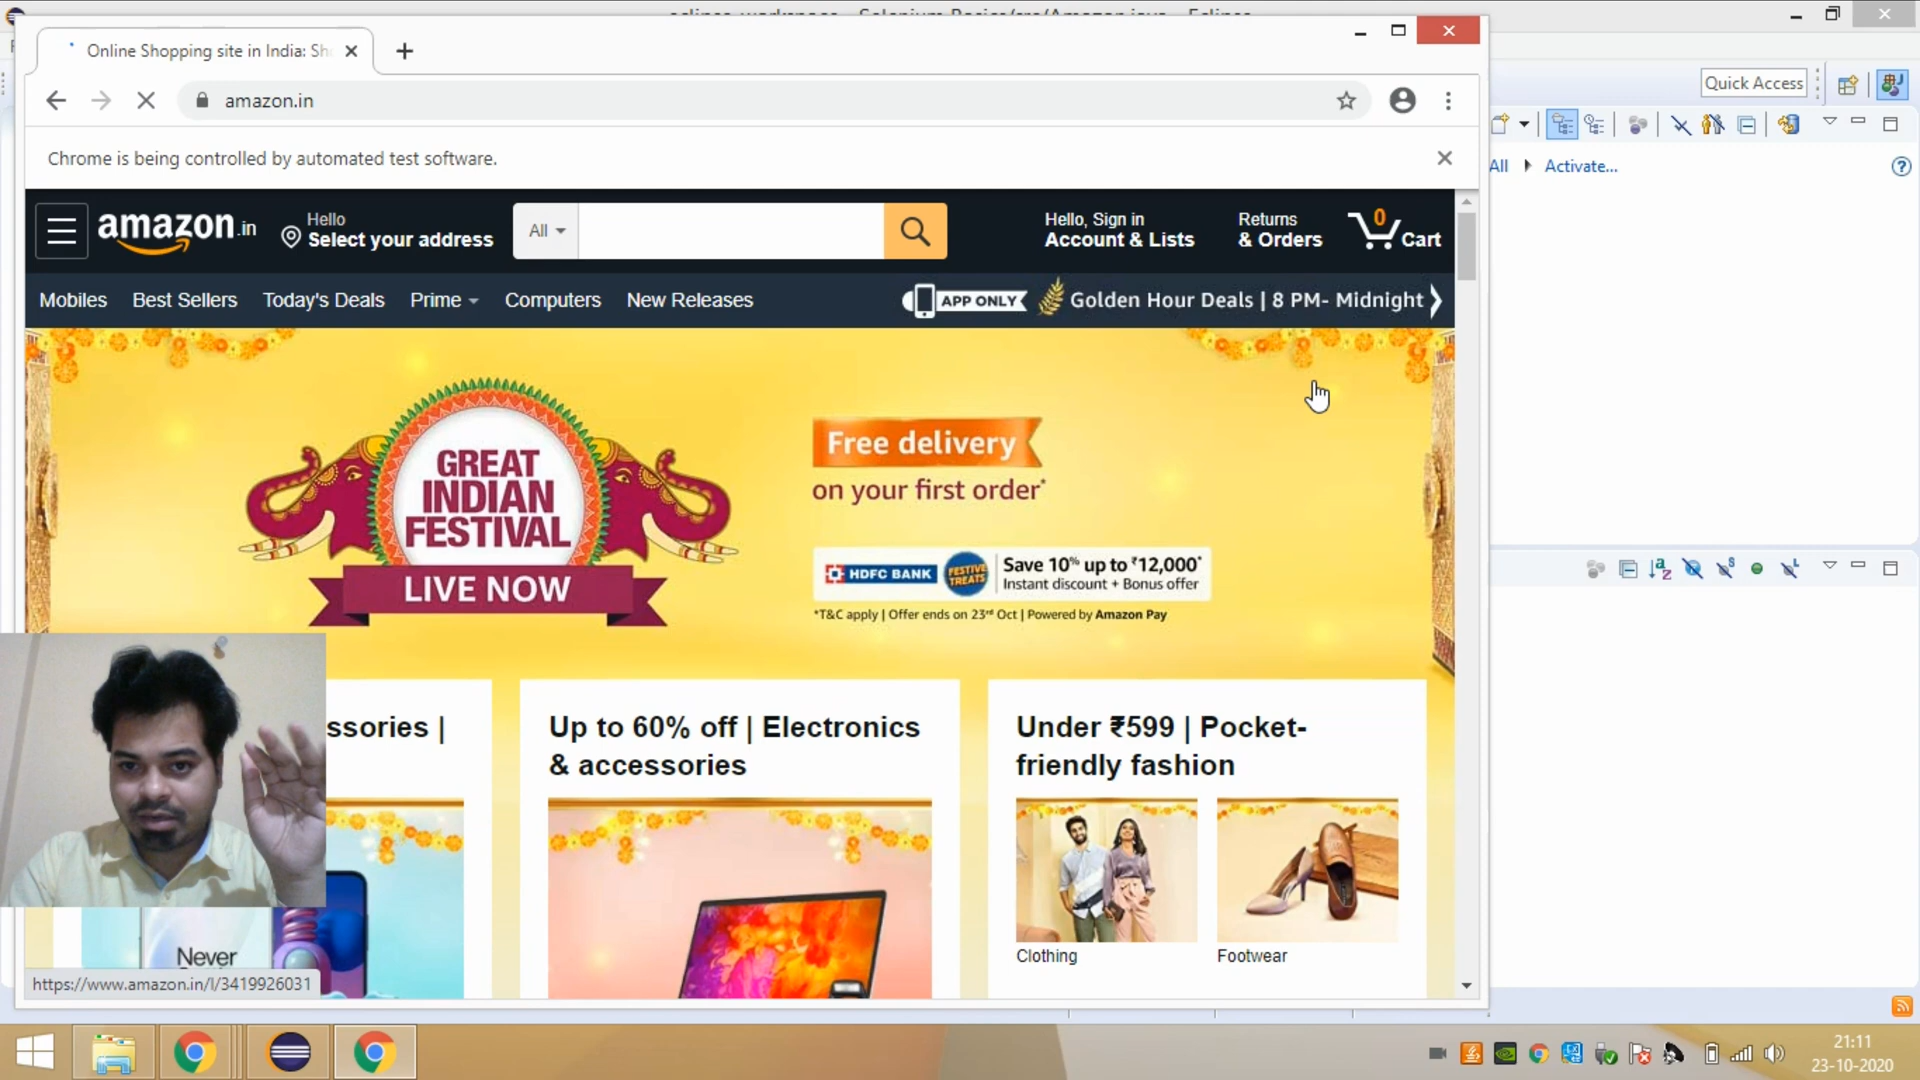 Online Shopping site in India: Sh
Quick Access
amazon.in
Chrome is being controlled by automated test software.
All
Activate...
amazon.in
Hello
Select your address
All
Hello, Sign in
Account & Lists
Returns
& Orders
0
Cart
Mobiles
Best Sellers
Today's Deals
Prime
Computers
New Releases
APP ONLY
Golden Hour Deals | 8 PM- Midnight
GREAT
INDIAN
FESTIVAL
LIVE NOW
Free delivery
on your first order*
HDFC BANK
FESTIVE
TREATS
Save 10% up to ₹12,000*
Instant discount + Bonus offer
*T&C apply | Offer ends on 23rd Oct | Powered by Amazon Pay
ssories |
Up to 60% off | Electronics
& accessories
Under ₹599 | Pocket-
friendly fashion
Never
Clothing
Footwear
https://www.amazon.in/l/3419926031
21:11
23-10-2020